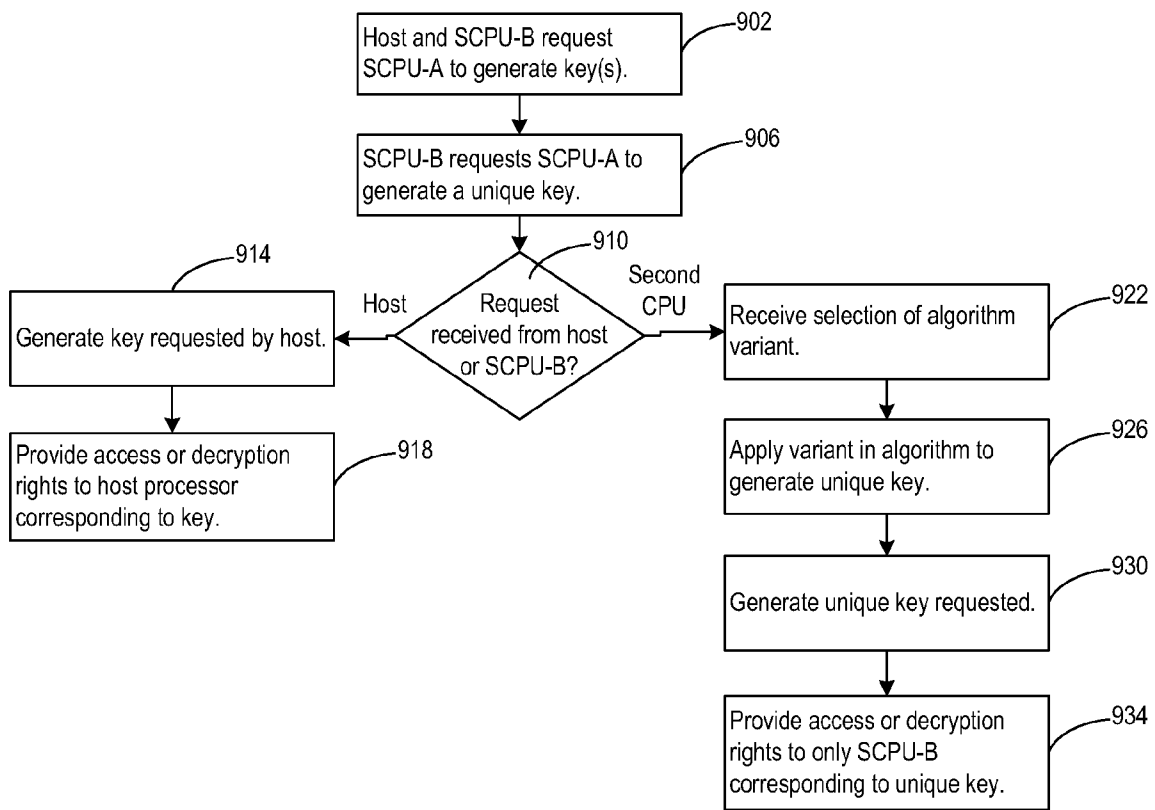 Host and SCPU-B request
SCPU-A to generate key(s).
902
SCPU-B requests SCPU-A to
generate a unique key.
906
910
Request
received from host
or SCPU-B?
Host
Second
CPU
914
Generate key requested by host.
Provide access or decryption
rights to host processor
corresponding to key.
918
Receive selection of algorithm
variant.
922
Apply variant in algorithm to
generate unique key.
926
Generate unique key requested.
930
Provide access or decryption
rights to only SCPU-B
corresponding to unique key.
934